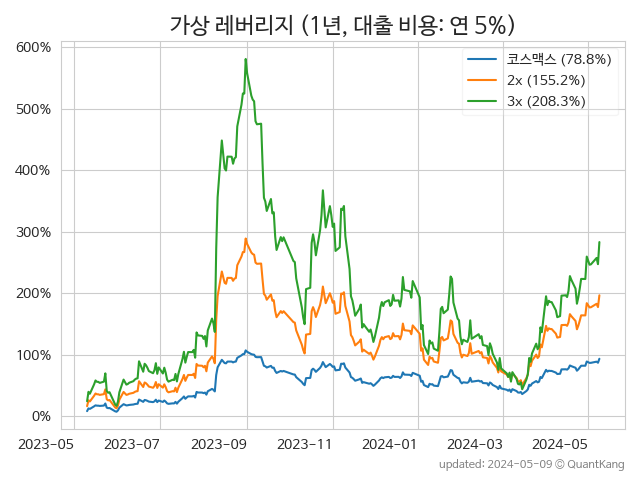 가상 레버리지 (1년, 대출 비용: 연 5%)
코스맥스 (78.8%)
2x (155.2%)
3x (208.3%)
600%
500%
400%
300%
200%
100%
0%
2023-05 2023-07 2023-09 2023-11 2024-01 2024-03 2024-05
updated: 2024-05-09 © QuantKang